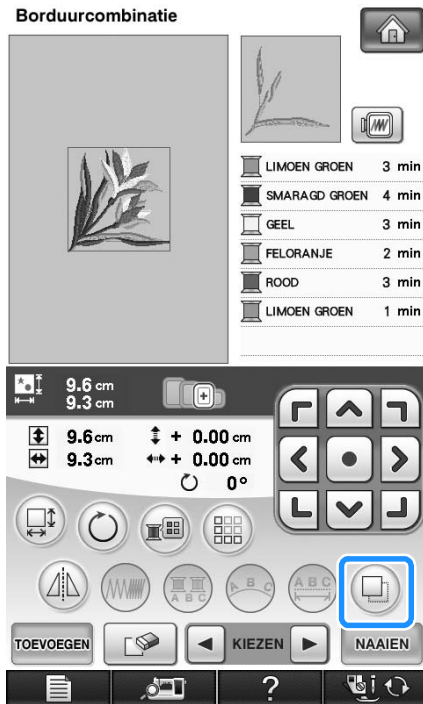 Borduurcombinatie
LIMOEN GROEN 3 min
SMARAGD GROEN 4 min
GEEL 3 min
FELORANJE 2 min
ROOD 3 min
LIMOEN GROEN 1 min
9.6 cm
9.3 cm
9.6 cm + 0.00 cm
9.3 cm + 0.00 cm
0°
A B C
A B C
A B C
TOEVOEGEN KIEZEN NAAIEN
?